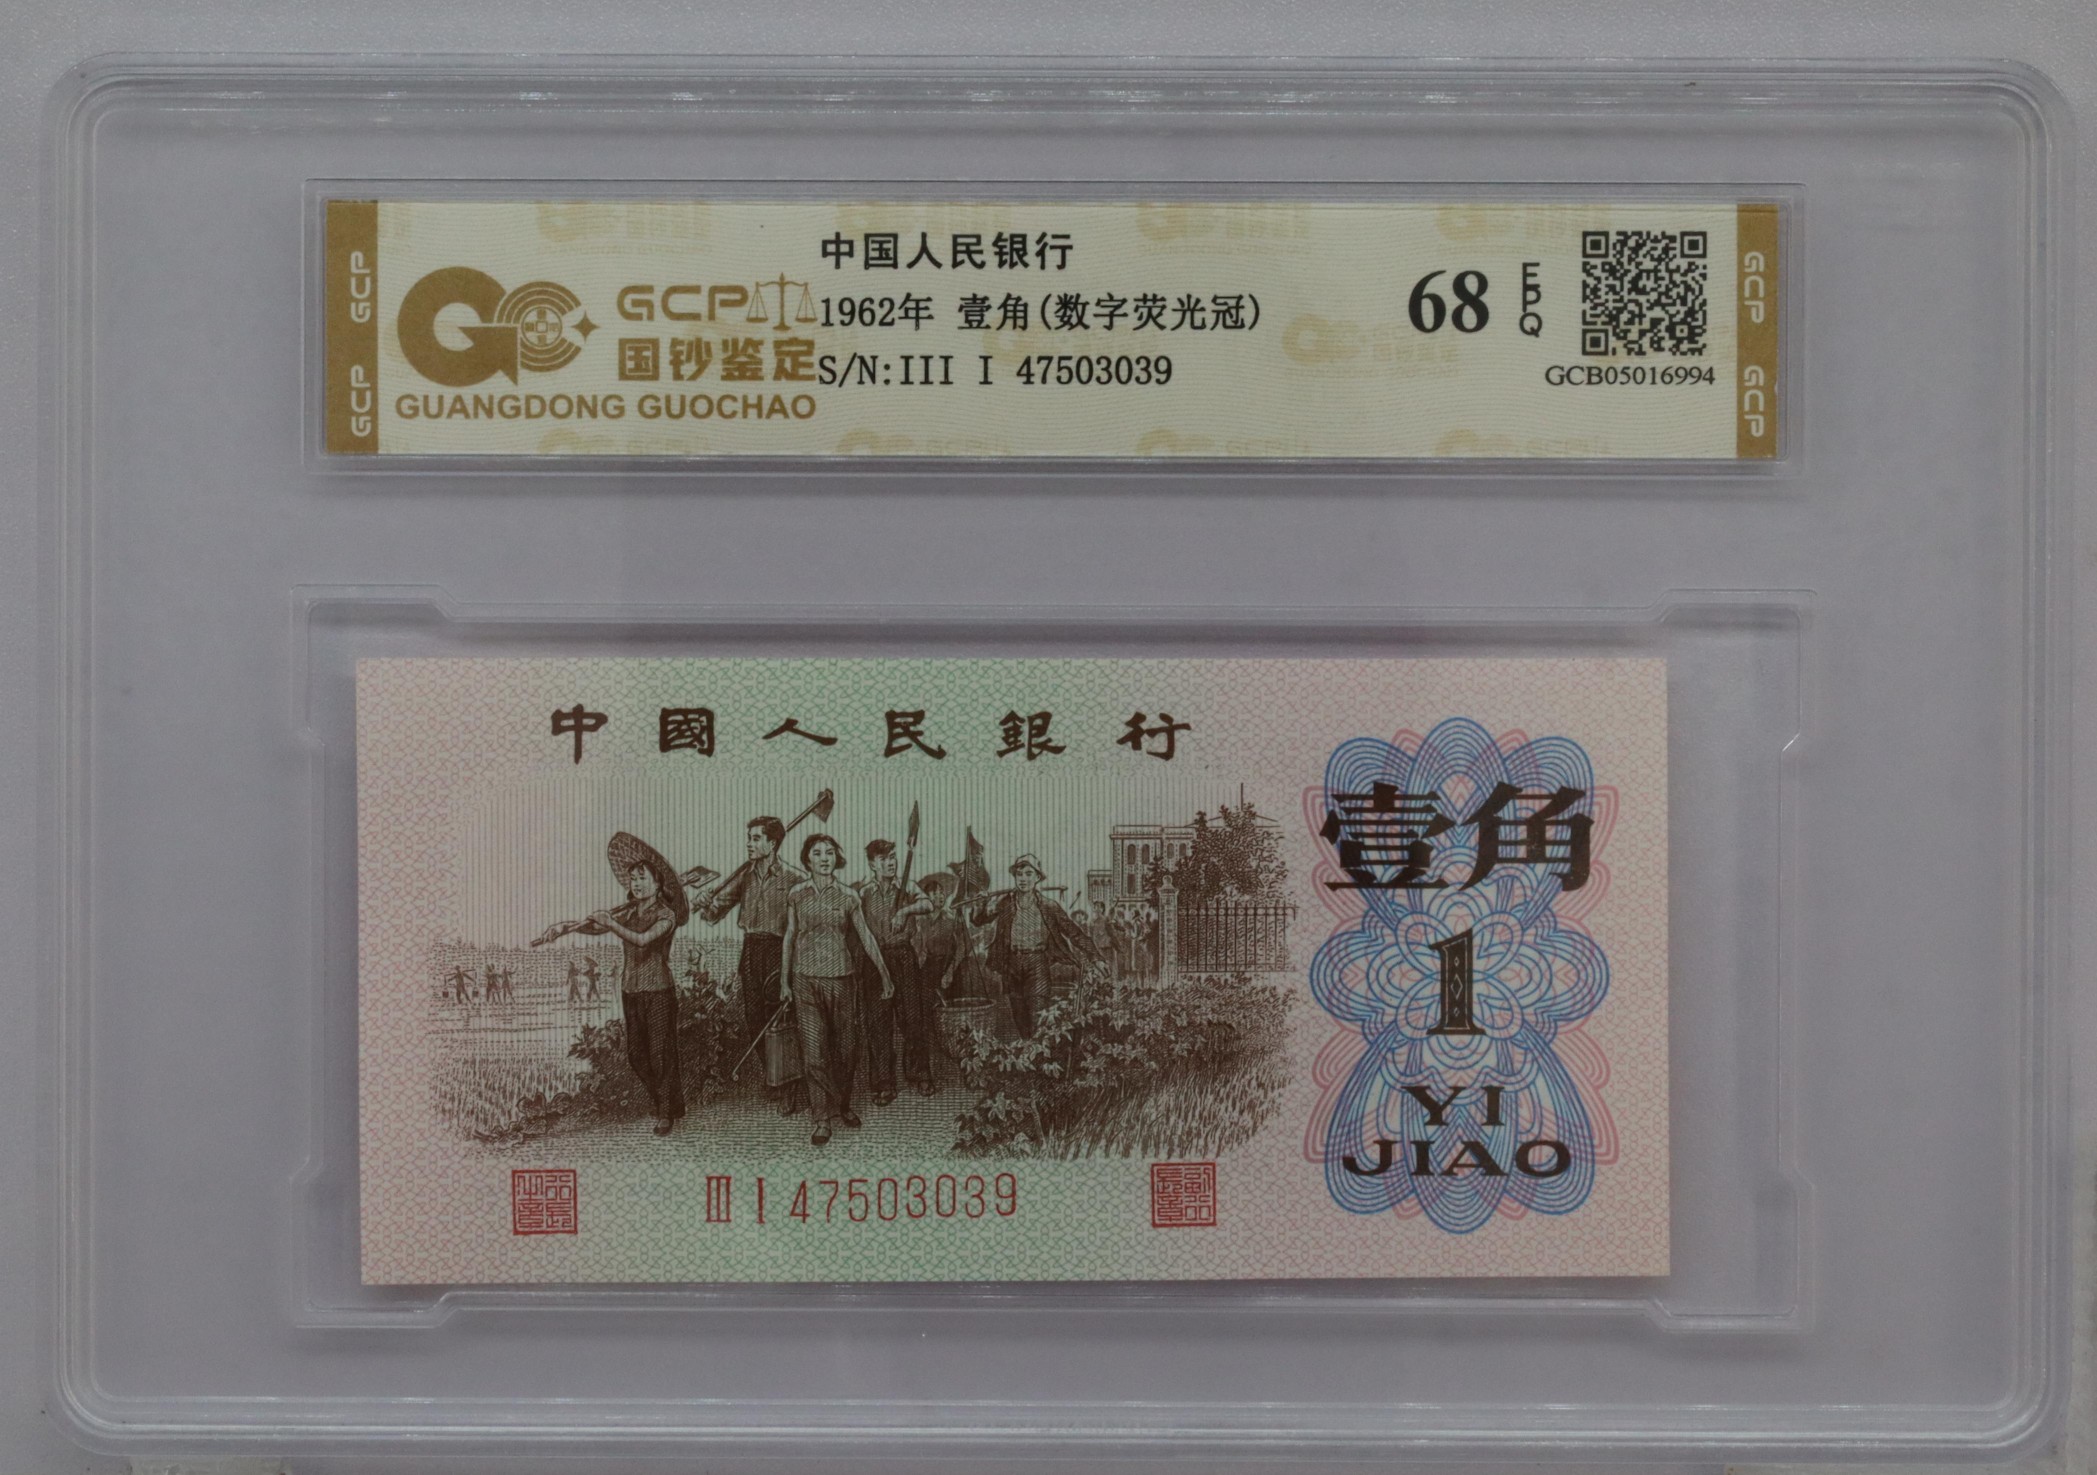 GCP
GCP
GCP
国钞鉴定
GUANGDONG GUOCHAO
中国人民银行
1962年 壹角(数字荧光冠)
S/N:III I 47503039
68
EPQ
GCB05016994
GCP
GCP
中國人民銀行
壹角
1
YI
JIAO
III I 47503039